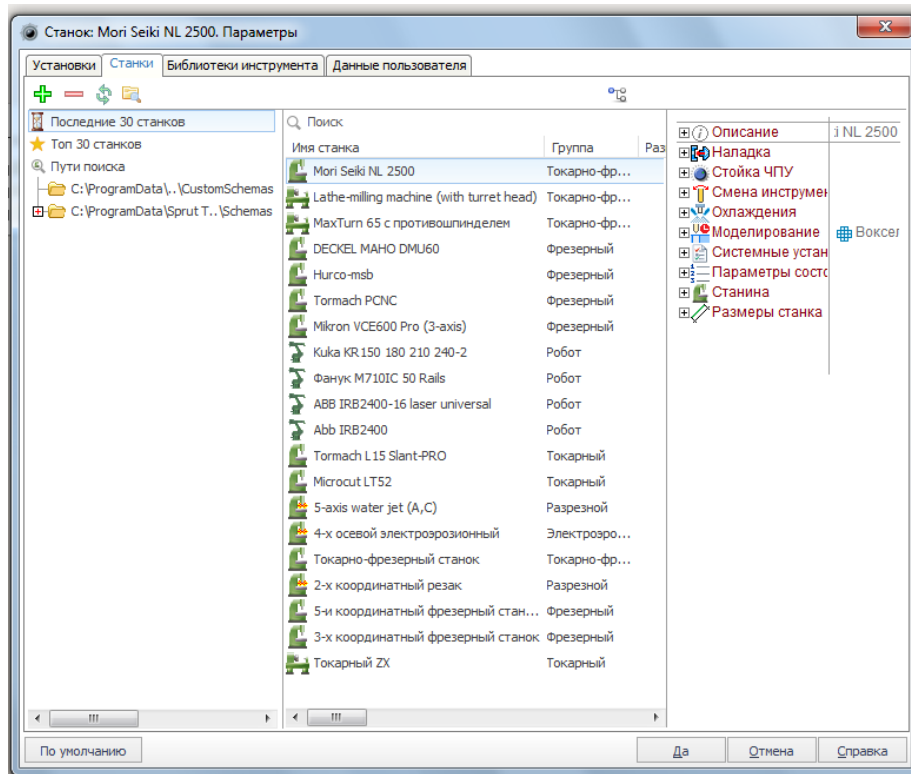 Станок: Mori Seiki NL 2500. Параметры
Установки Станки Библиотеки инструмента Данные пользователя
Последние 30 станков
Топ 30 станков
Пути поиска
C:\ProgramData\..\CustomSchemas
C:\ProgramData\Sprut T..\Schemas
Поиск
Имя станка Группа Раз
Mori Seiki NL 2500 Токарно-фр...
Lathe-milling machine (with turret head) Токарно-фр...
MaxTurn 65 с противошпинделем Токарно-фр...
DECKEL MAHO DMU60 Фрезерный
Hurco-msb Фрезерный
Tormach PCNC Фрезерный
Mikron VCE600 Pro (3-axis) Фрезерный
Kuka KR150 180 210 240-2 Робот
Фанук M710IC 50 Rails Робот
ABB IRB2400-16 laser universal Робот
Abb IRB2400 Робот
Tormach L15 Slant-PRO Токарный
Microcut LT52 Токарный
5-axis water jet (A,C) Разрезной
4-х осевой электроэрозионный Электроэро...
Токарно-фрезерный станок Токарно-фр...
2-х координатный резак Разрезной
5-и координатный фрезерный стан... Фрезерный
3-х координатный фрезерный станок Фрезерный
Токарный ZX Токарный
Описание :i NL 2500
Наладка
Стойка ЧПУ
Смена инструмен
Охлаждения
Моделирование Воксел
Системные устан
Параметры состо
Станина
Размеры станка
По умолчанию Да Отмена Справка